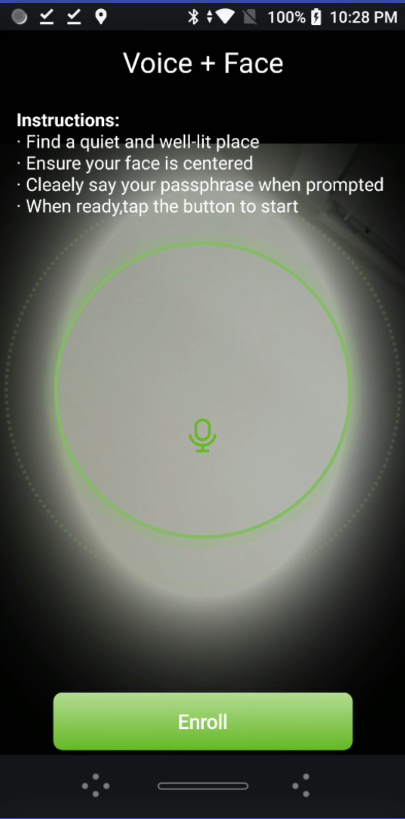 100% 10:28 PM
Voice + Face
Instructions:
· Find a quiet and well-lit place
· Ensure your face is centered
· Cleaely say your passphrase when prompted
· When ready,tap the button to start
Enroll